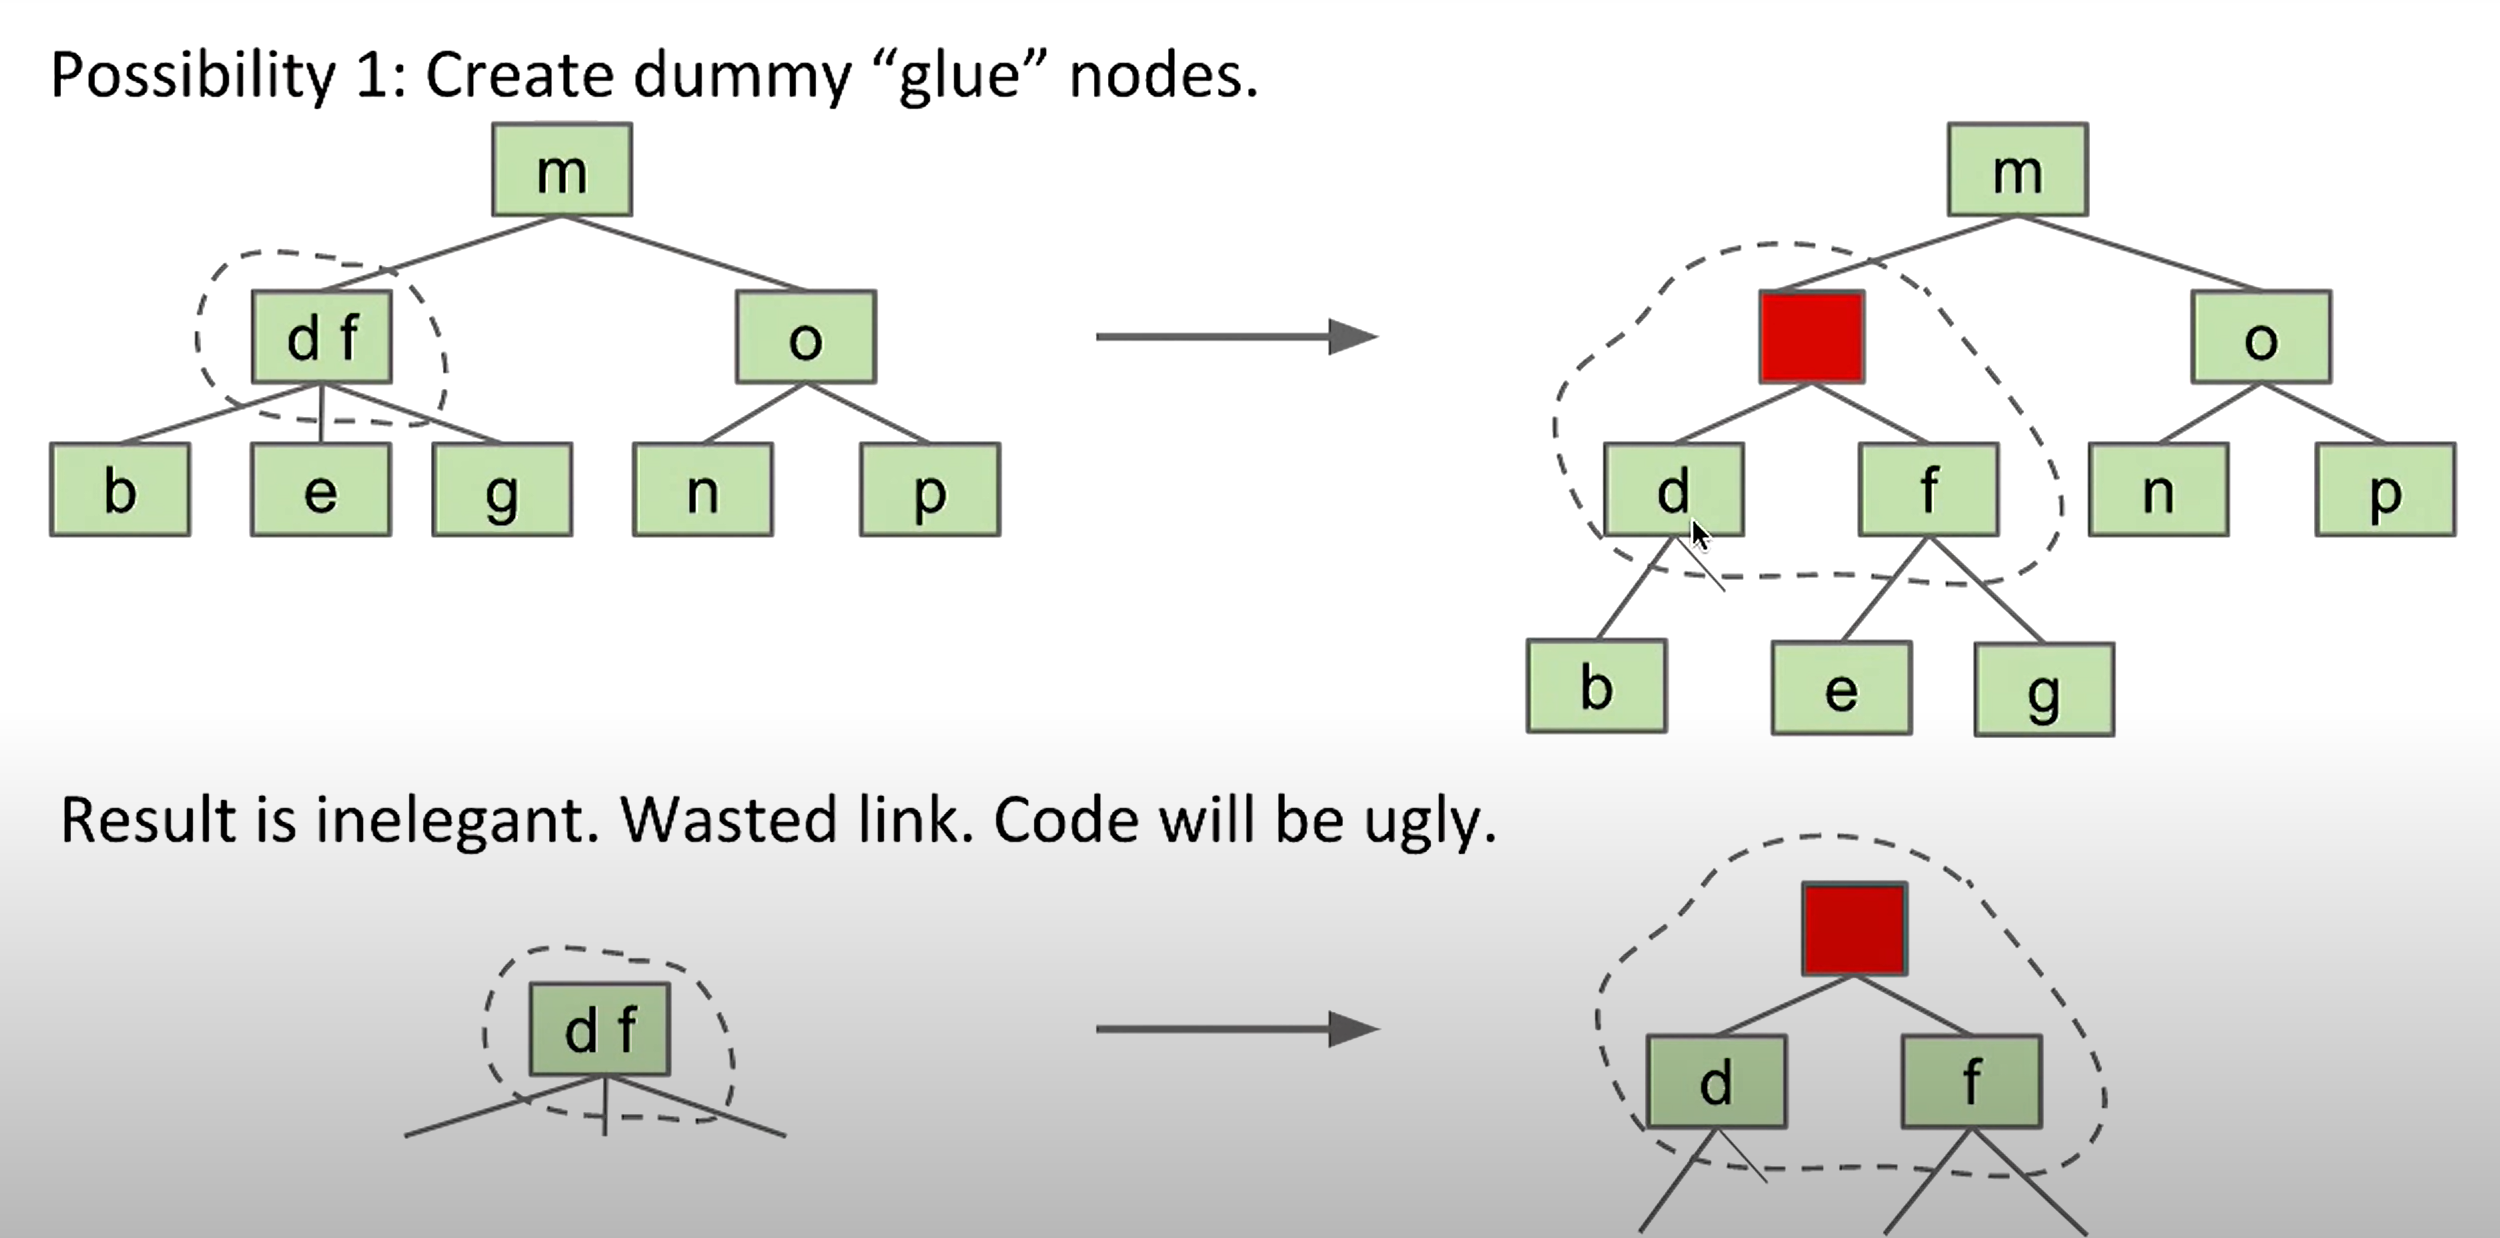 Possibility 1: Create dummy “glue” nodes.
m
m
d f
o
o
b
e
g
n
p
d
f
n
p
b
e
g
Result is inelegant. Wasted link. Code will be ugly.
d f
d
f